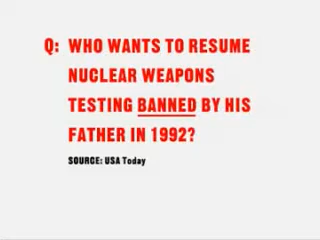 Q: WHO WANTS TO RESUME
NUCLEAR WEAPONS
TESTING BANNED BY HIS
FATHER IN 1992?
SOURCE: USA Today